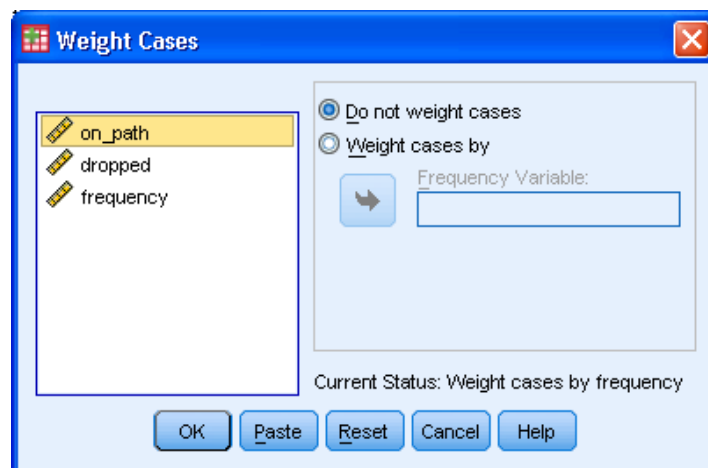 Weight Cases
on_path
dropped
frequency
Do not weight cases
Weight cases by
Frequency Variable:
Current Status: Weight cases by frequency
OK
Paste
Reset
Cancel
Help